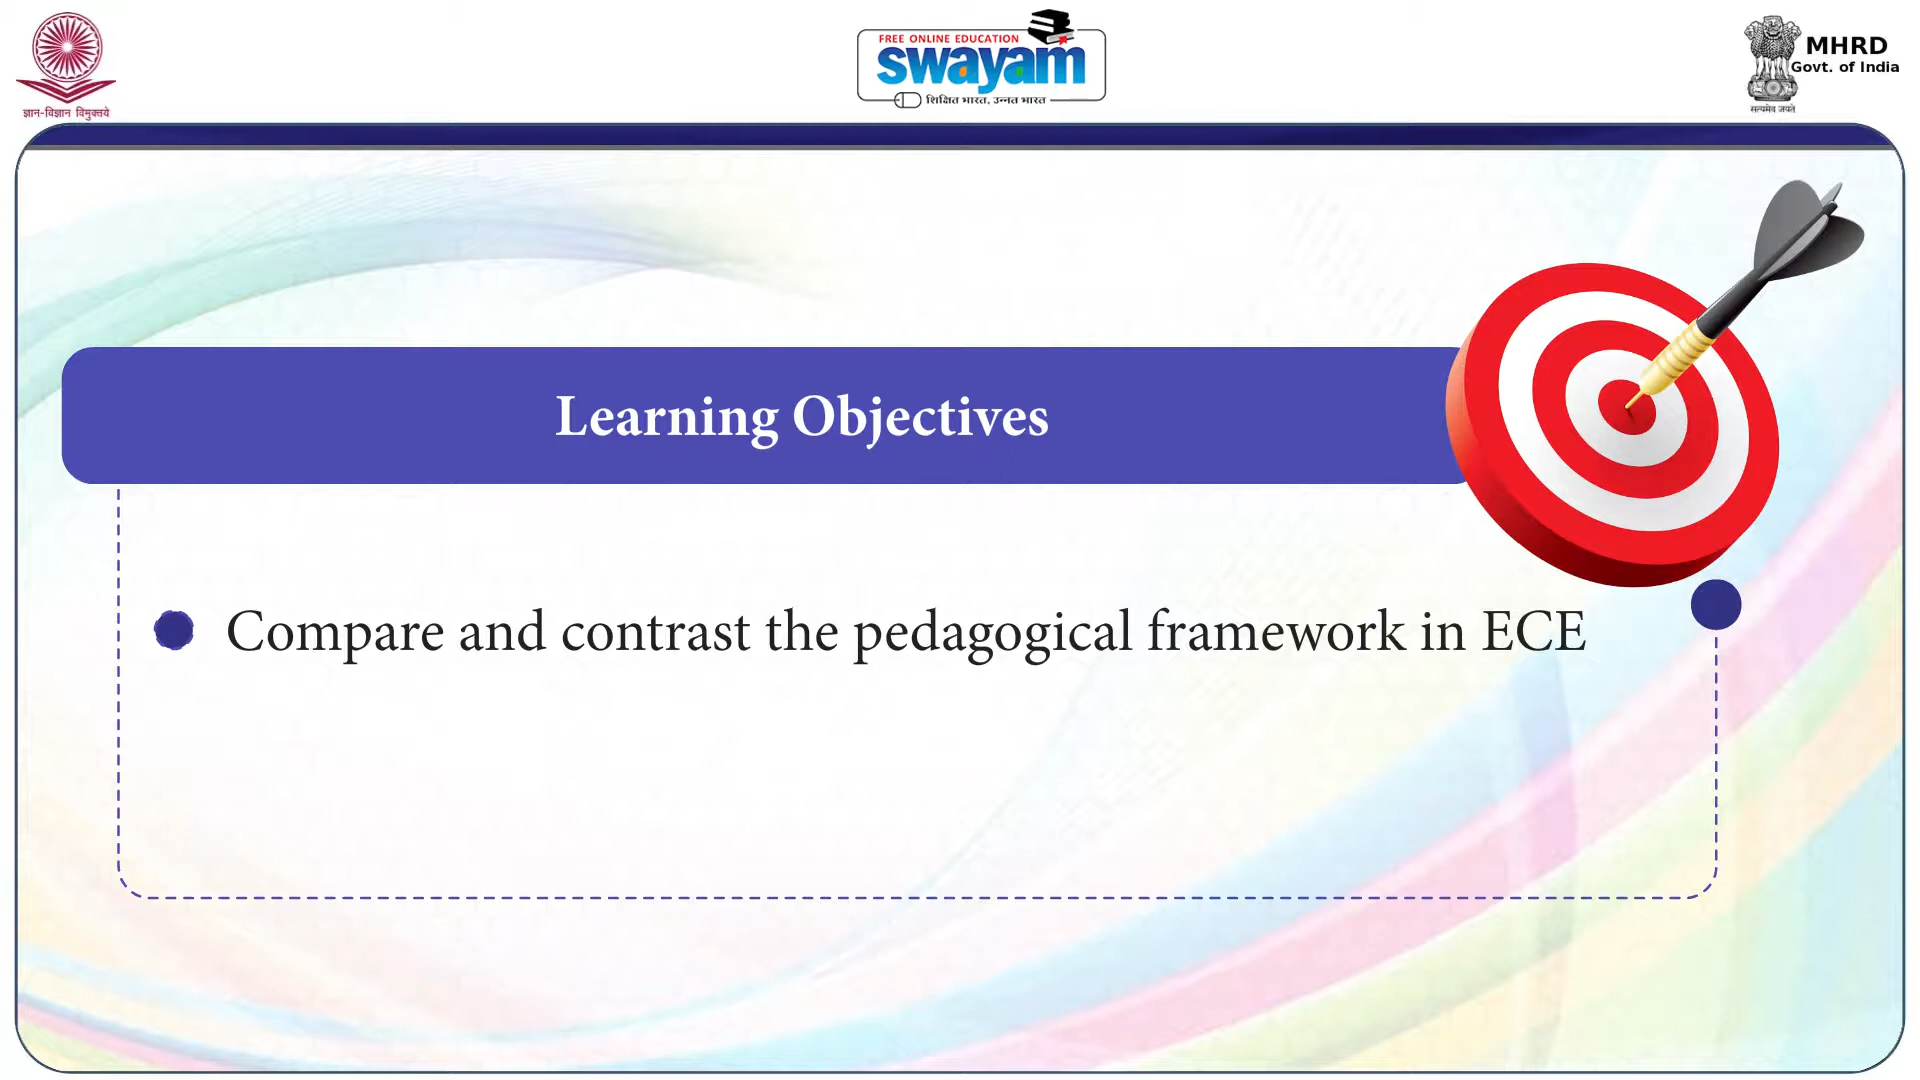 ज्ञान-विज्ञान विमुक्तये
FREE ONLINE EDUCATION
swayam
शिक्षित भारत, उन्नत भारत
MHRD
Govt. of India
सत्यमेव जयते
Learning Objectives
Compare and contrast the pedagogical framework in ECE